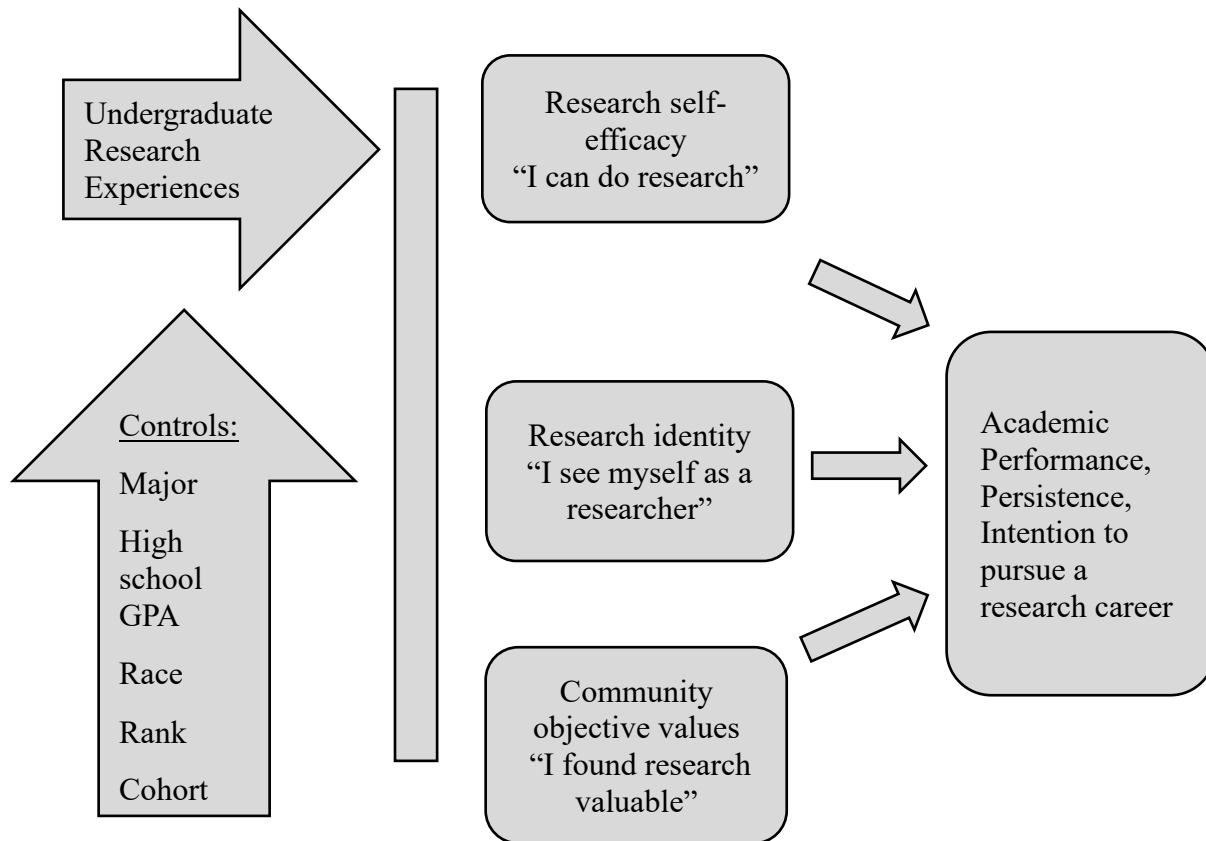 Undergraduate
Research
Experiences
Controls:
Major
High
school
GPA
Race
Rank
Cohort
Research self-
efficacy
“I can do research”
Research identity
“I see myself as a
researcher”
Community
objective values
“I found research
valuable”
Academic
Performance,
Persistence,
Intention to
pursue a
research career